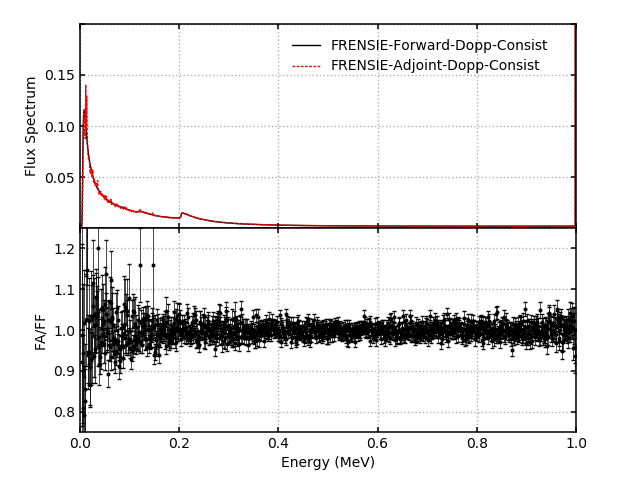 FRENSIE-Forward-Dopp-Consist
FRENSIE-Adjoint-Dopp-Consist
Flux Spectrum
0.15
0.10
0.05
FA/FF
1.2
1.1
1.0
0.9
0.8
0.0 0.2 0.4 0.6 0.8 1.0
Energy (MeV)